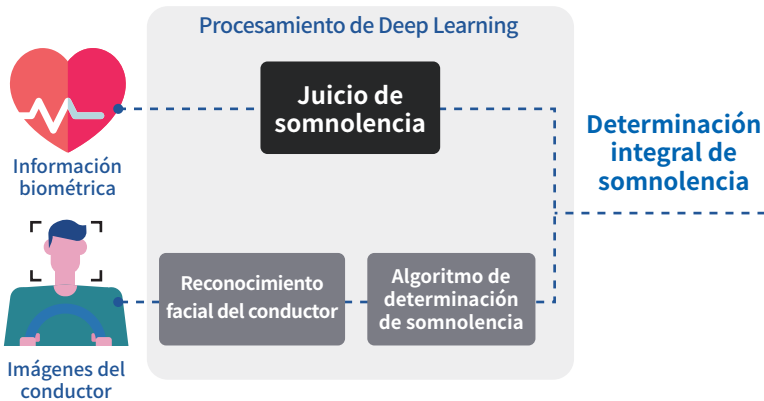 Procesamiento de Deep Learning
Juicio de
somnolencia
Información
biométrica
Determinación
integral de
somnolencia
Reconocimiento
facial del conductor
Algoritmo de
determinación
de somnolencia
Imágenes del
conductor